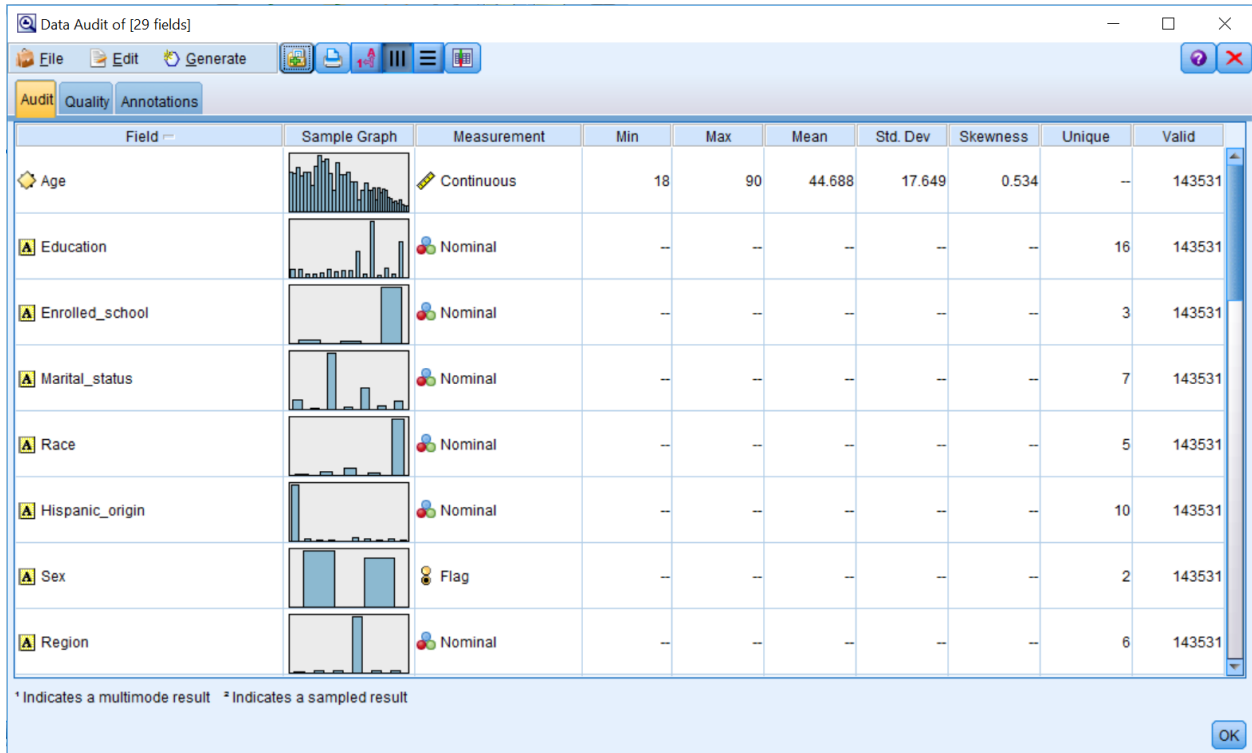 Data Audit of [29 fields]
File Edit Generate
Audit Quality Annotations
Field Sample Graph Measurement Min Max Mean Std. Dev Skewness Unique Valid
Age Continuous 18 90 44.688 17.649 0.534 -- 143531
A Education Nominal -- -- -- -- -- 16 143531
A Enrolled_school Nominal -- -- -- -- -- 3 143531
A Marital_status Nominal -- -- -- -- -- 7 143531
A Race Nominal -- -- -- -- -- 5 143531
A Hispanic_origin Nominal -- -- -- -- -- 10 143531
A Sex Flag -- -- -- -- -- 2 143531
A Region Nominal -- -- -- -- -- 6 143531
¹ Indicates a multimode result ² Indicates a sampled result
OK